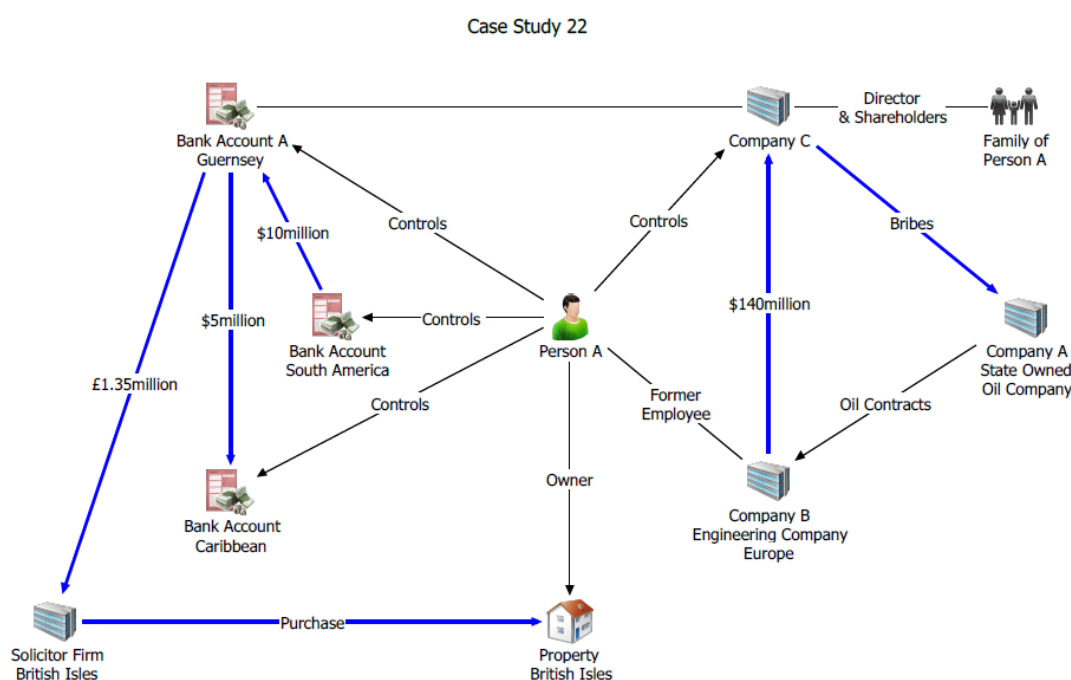 Case Study 22
Bank Account A
Guernsey
Company C
Director
& Shareholders
Family of
Person A
Controls
Controls
Bribes
$10million
$5million
$140million
Bank Account
South America
Controls
Person A
Company A
State Owned
Oil Company
£1.35million
Controls
Former
Employee
Oil Contracts
Owner
Bank Account
Caribbean
Company B
Engineering Company
Europe
Solicitor Firm
British Isles
Purchase
Property
British Isles